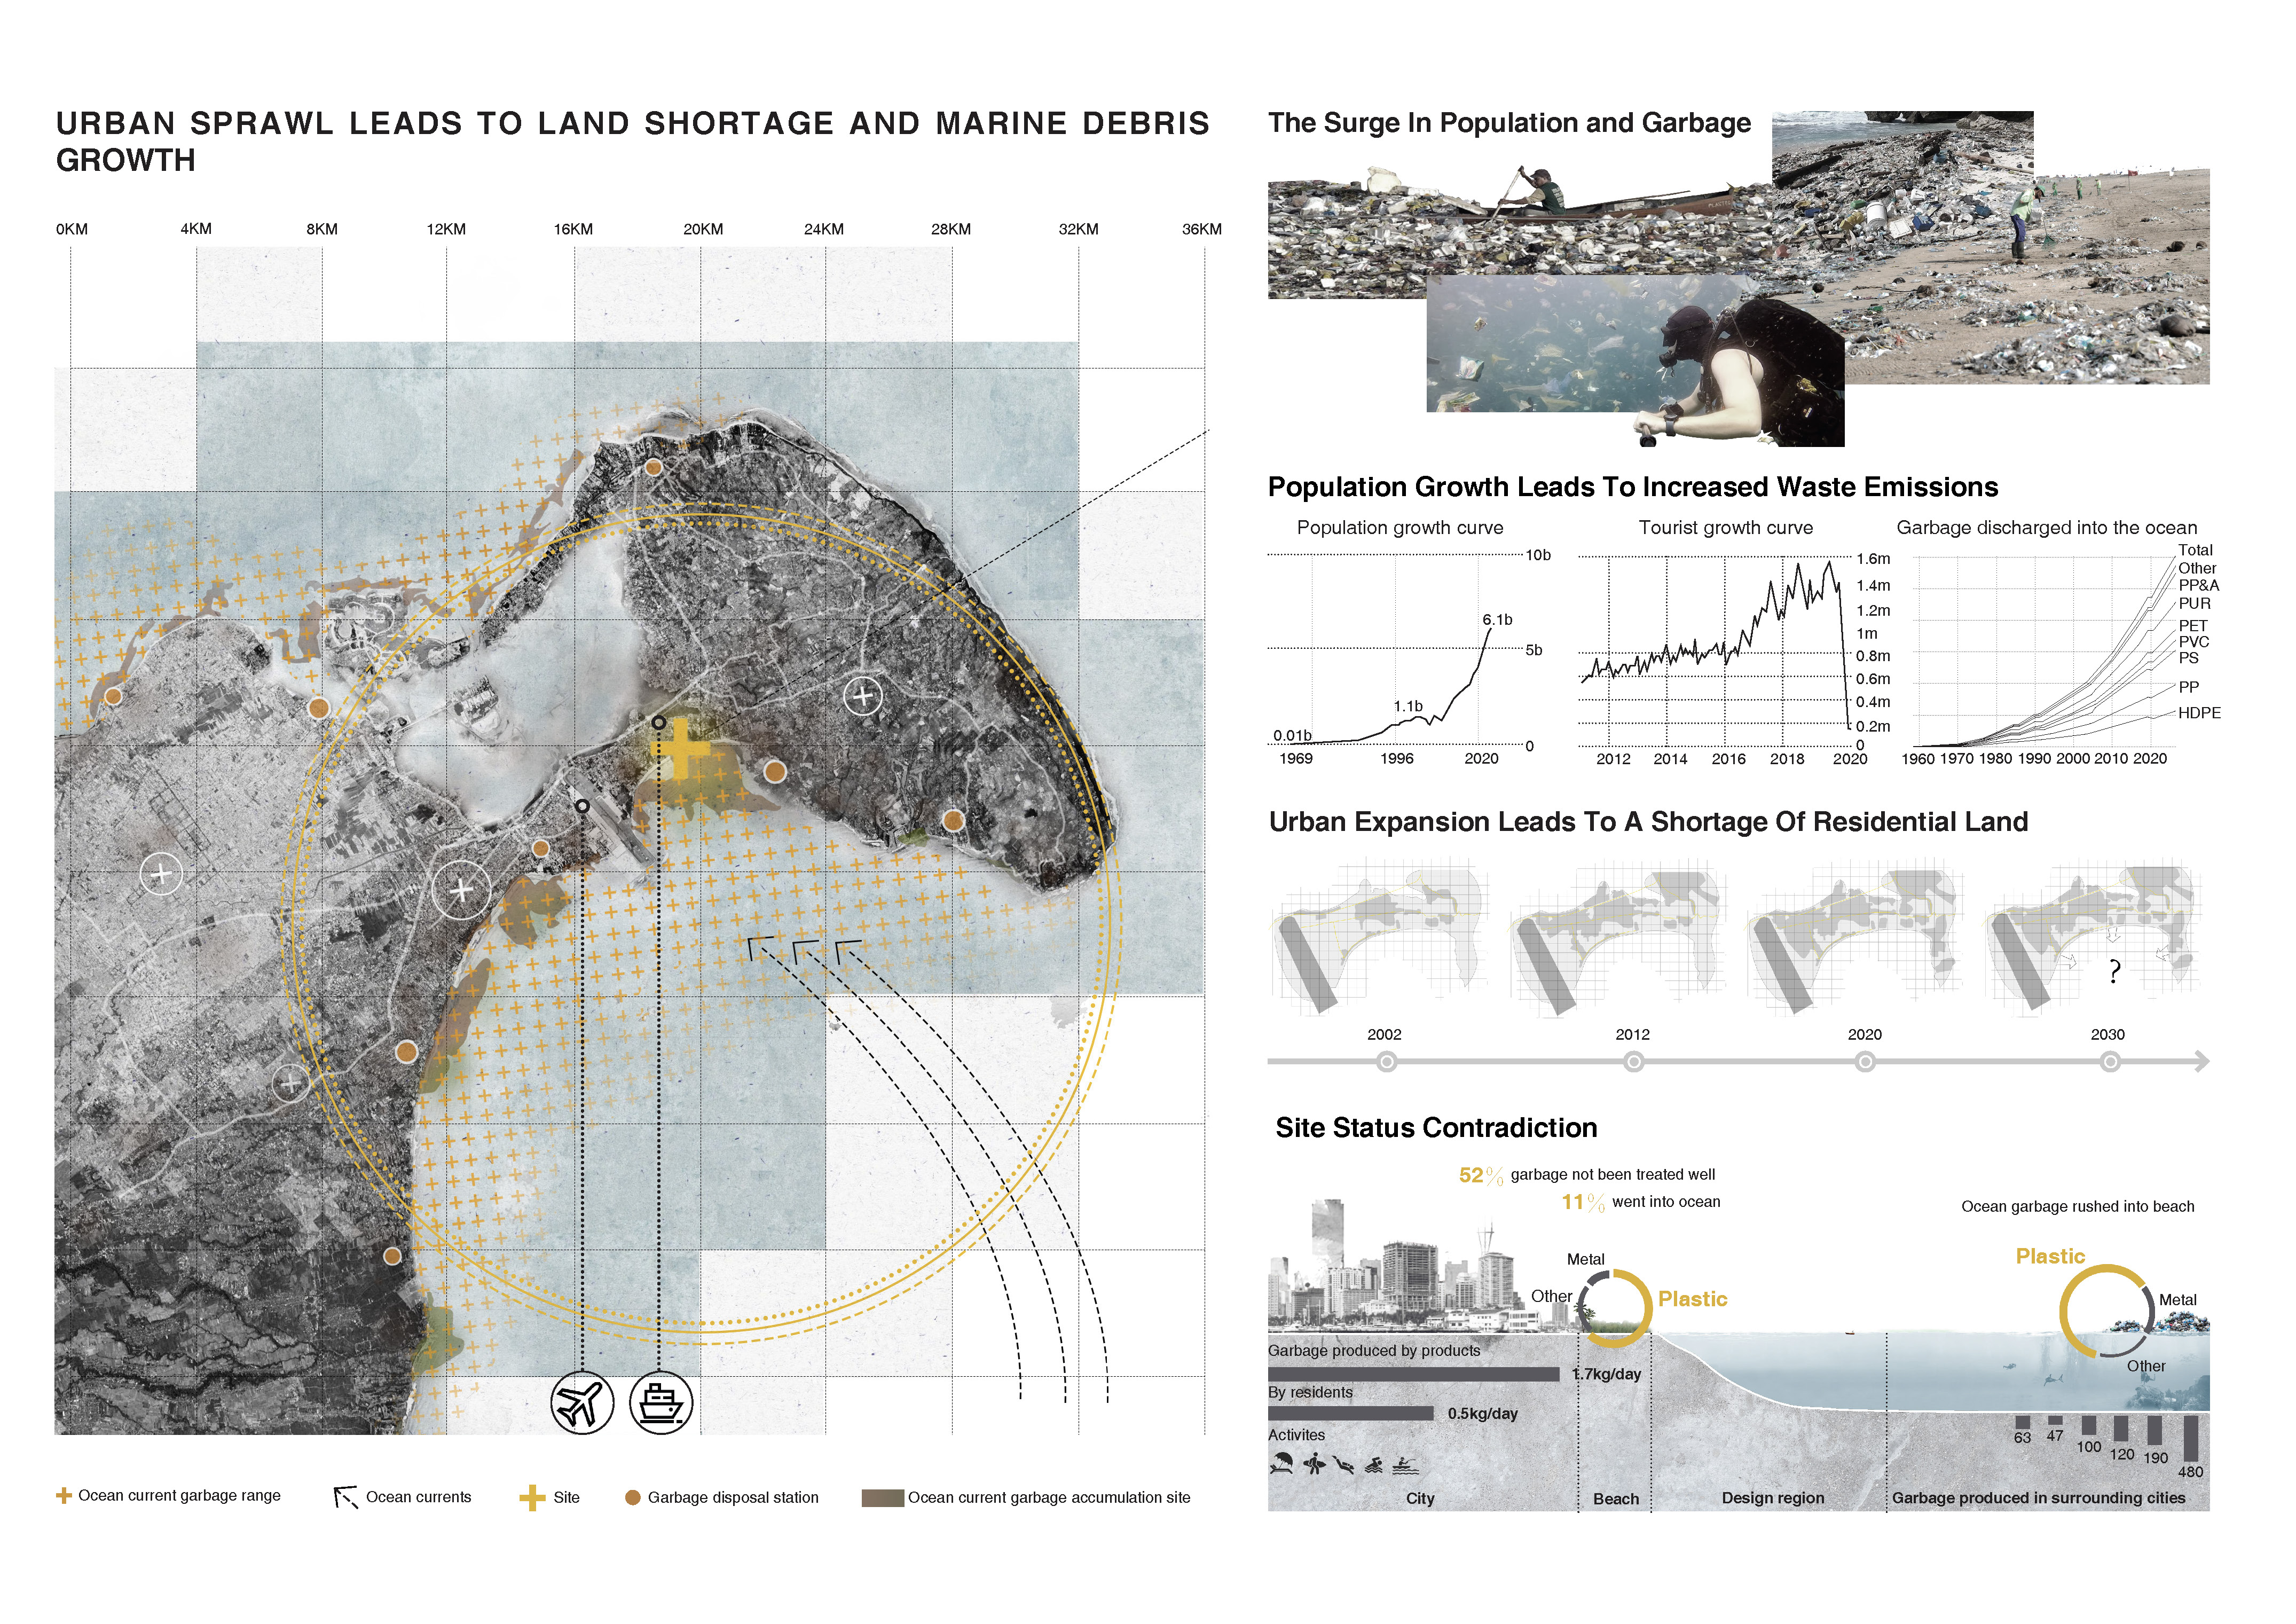 URBAN SPRAWL LEADS TO LAND SHORTAGE AND MARINE DEBRIS
GROWTH
0KM 4KM 8KM 12KM 16KM 20KM 24KM 28KM 32KM 36KM
+ Ocean current garbage range
Ocean currents
Site
Garbage disposal station
Ocean current garbage accumulation site
The Surge In Population and Garbage
Population Growth Leads To Increased Waste Emissions
Population growth curve
10b
6.1b
5b
1.1b
0.01b
0
1969 1996 2020
Tourist growth curve
1.6m
1.4m
1.2m
1m
0.8m
0.6m
0.4m
0.2m
0
2012 2014 2016 2018 2020
Garbage discharged into the ocean
Total
Other
PP&A
PUR
PET
PVC
PS
PP
HDPE
1960 1970 1980 1990 2000 2010 2020
Urban Expansion Leads To A Shortage Of Residential Land
?
2002 2012 2020 2030
Site Status Contradiction
52% garbage not been treated well
11% went into ocean
Ocean garbage rushed into beach
Metal
Other
Plastic
Plastic
Metal
Other
Garbage produced by products
1.7kg/day
By residents
0.5kg/day
Activites
63 47 100 120 190 480
City
Beach
Design region
Garbage produced in surrounding cities